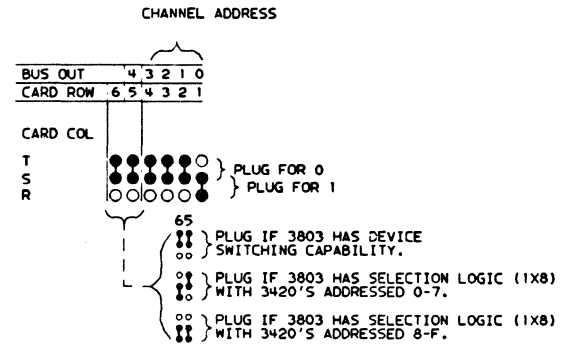 CHANNEL ADDRESS
BUS OUT 4 3 2 1 0
CARD ROW 6 5 4 3 2 1
CARD COL
T
PLUG FOR 0
S
PLUG FOR 1
R
65
PLUG IF 3803 HAS DEVICE
SWITCHING CAPABILITY.
PLUG IF 3803 HAS SELECTION LOGIC (1X8)
WITH 3420'S ADDRESSED 0-7.
PLUG IF 3803 HAS SELECTION LOGIC (1X8)
WITH 3420'S ADDRESSED 8-F.